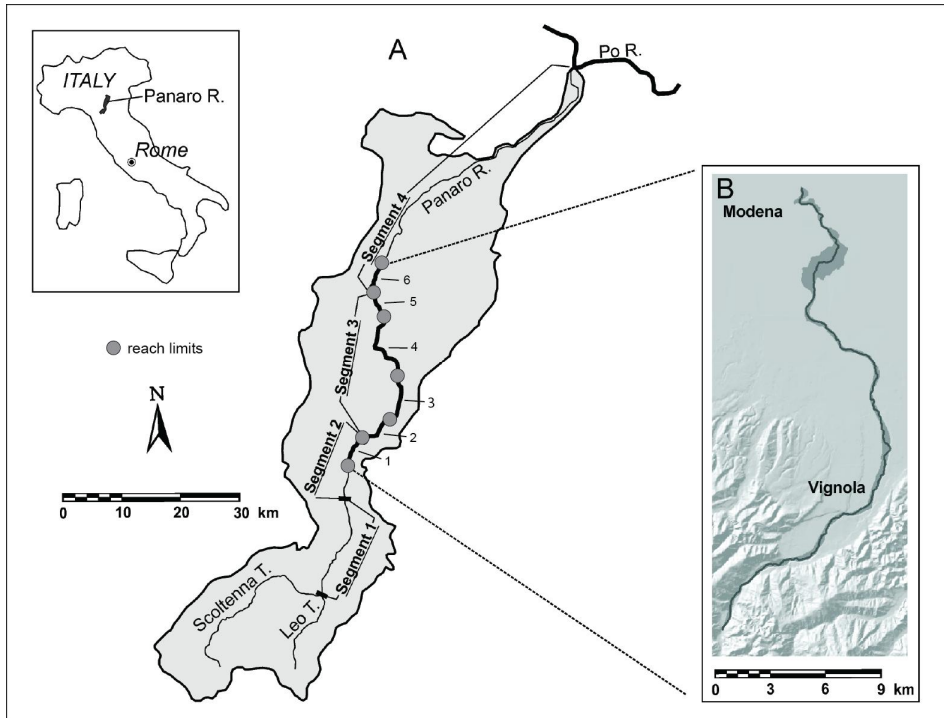 ITALY
Panaro R.
Rome
A
Po R.
Panaro R.
Segment 4
6
5
Segment 3
4
3
2
Segment 2
1
Segment 1
Scoltenna T.
Leo T.
reach limits
N
0 10 20 30 km
B
Modena
Vignola
0 3 6 9 km